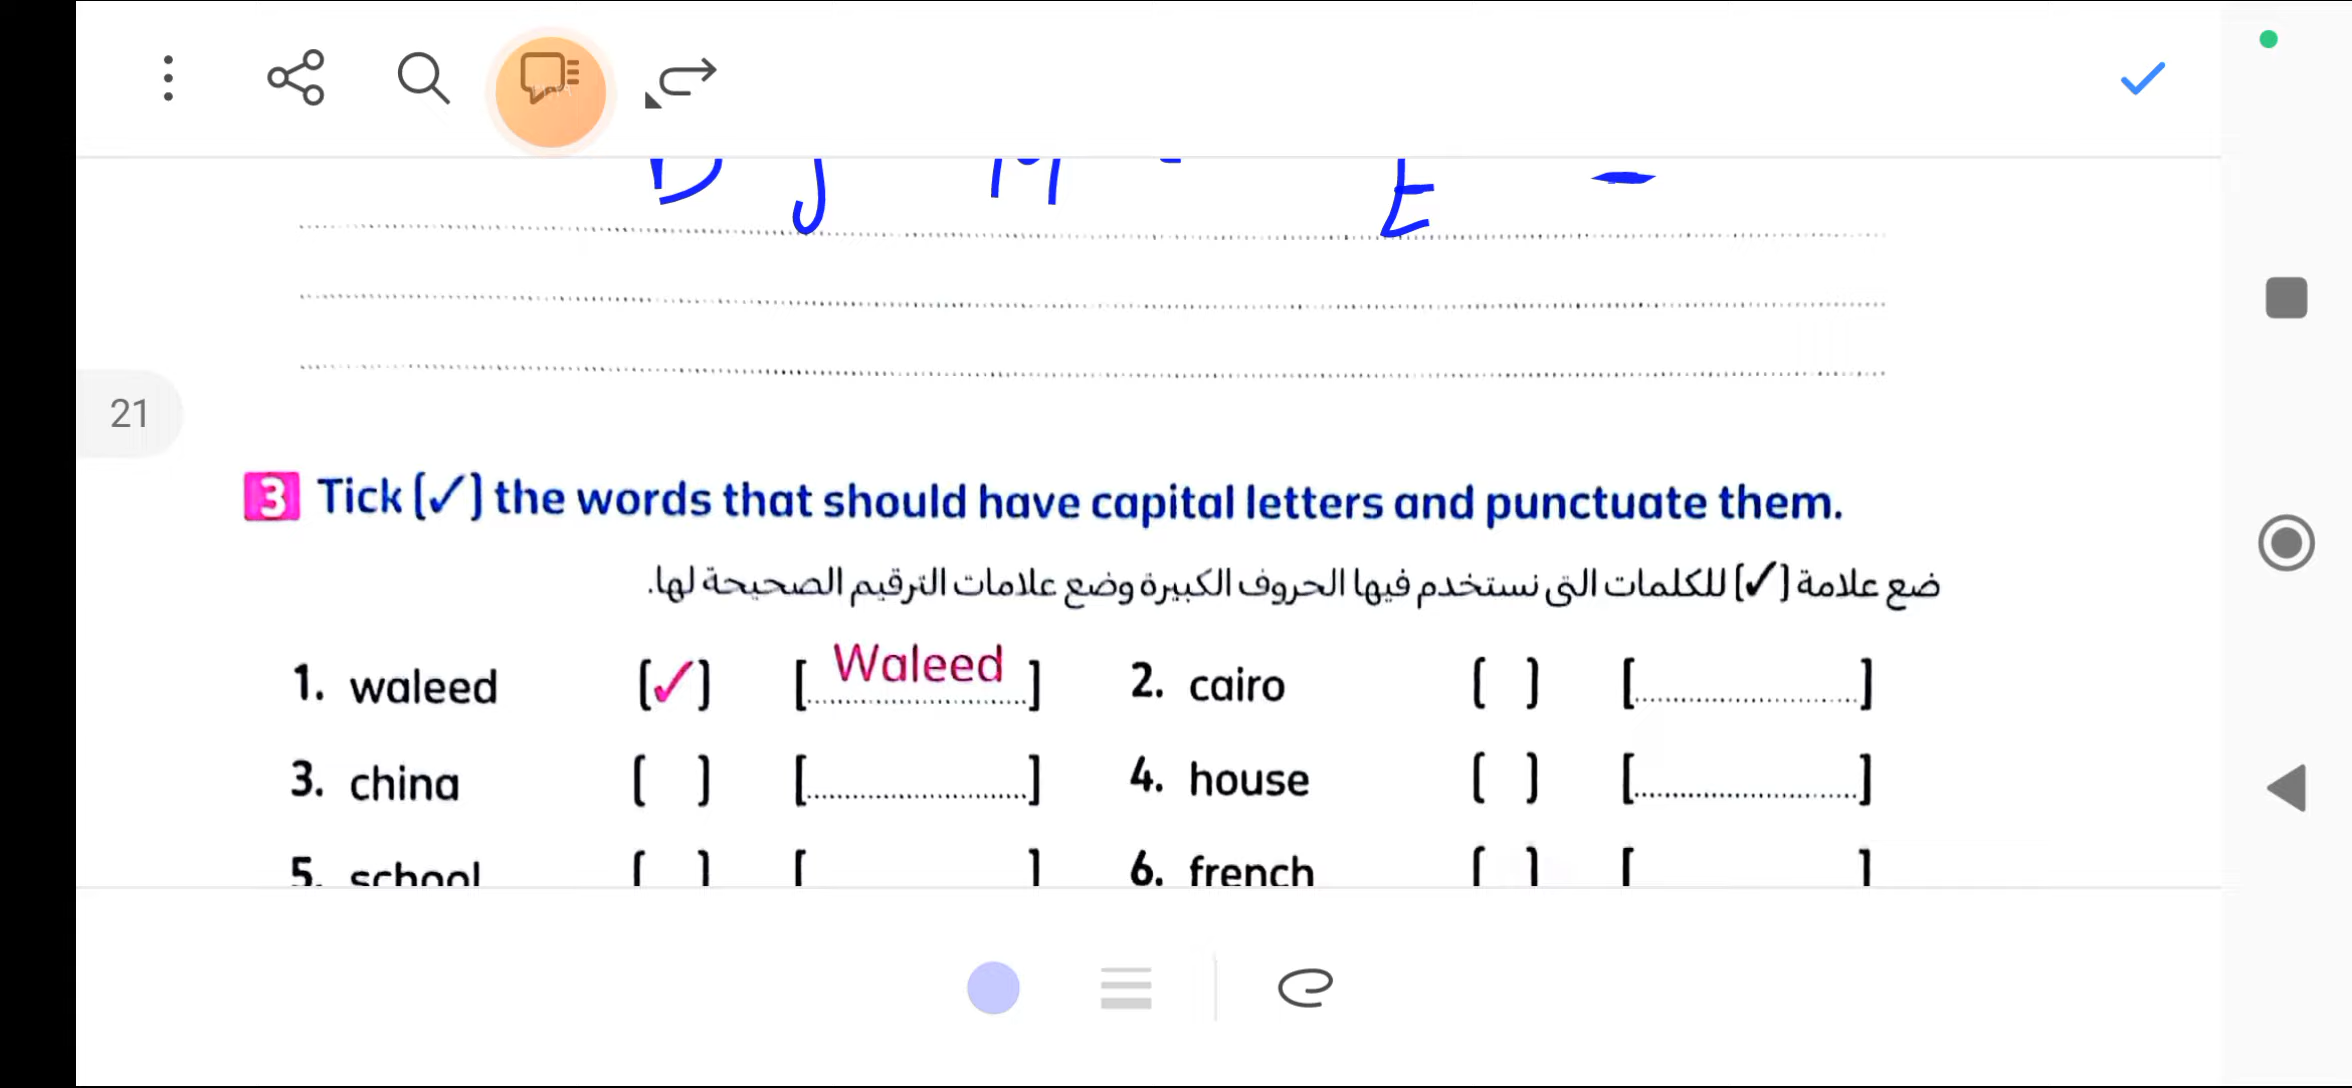 B J M E
21
3 Tick [✓] the words that should have capital letters and punctuate them.
ضع علامة [✓] للكلمات التى نستخدم فيها الحروف الكبيرة وضع علامات الترقيم الصحيحة لها.
1. waleed [✓] [Waleed] 2. cairo [ ] [..........]
3. china [ ] [..........] 4. house [ ] [..........]
5. school [ ] [ ] 6. french [ ] [ ]